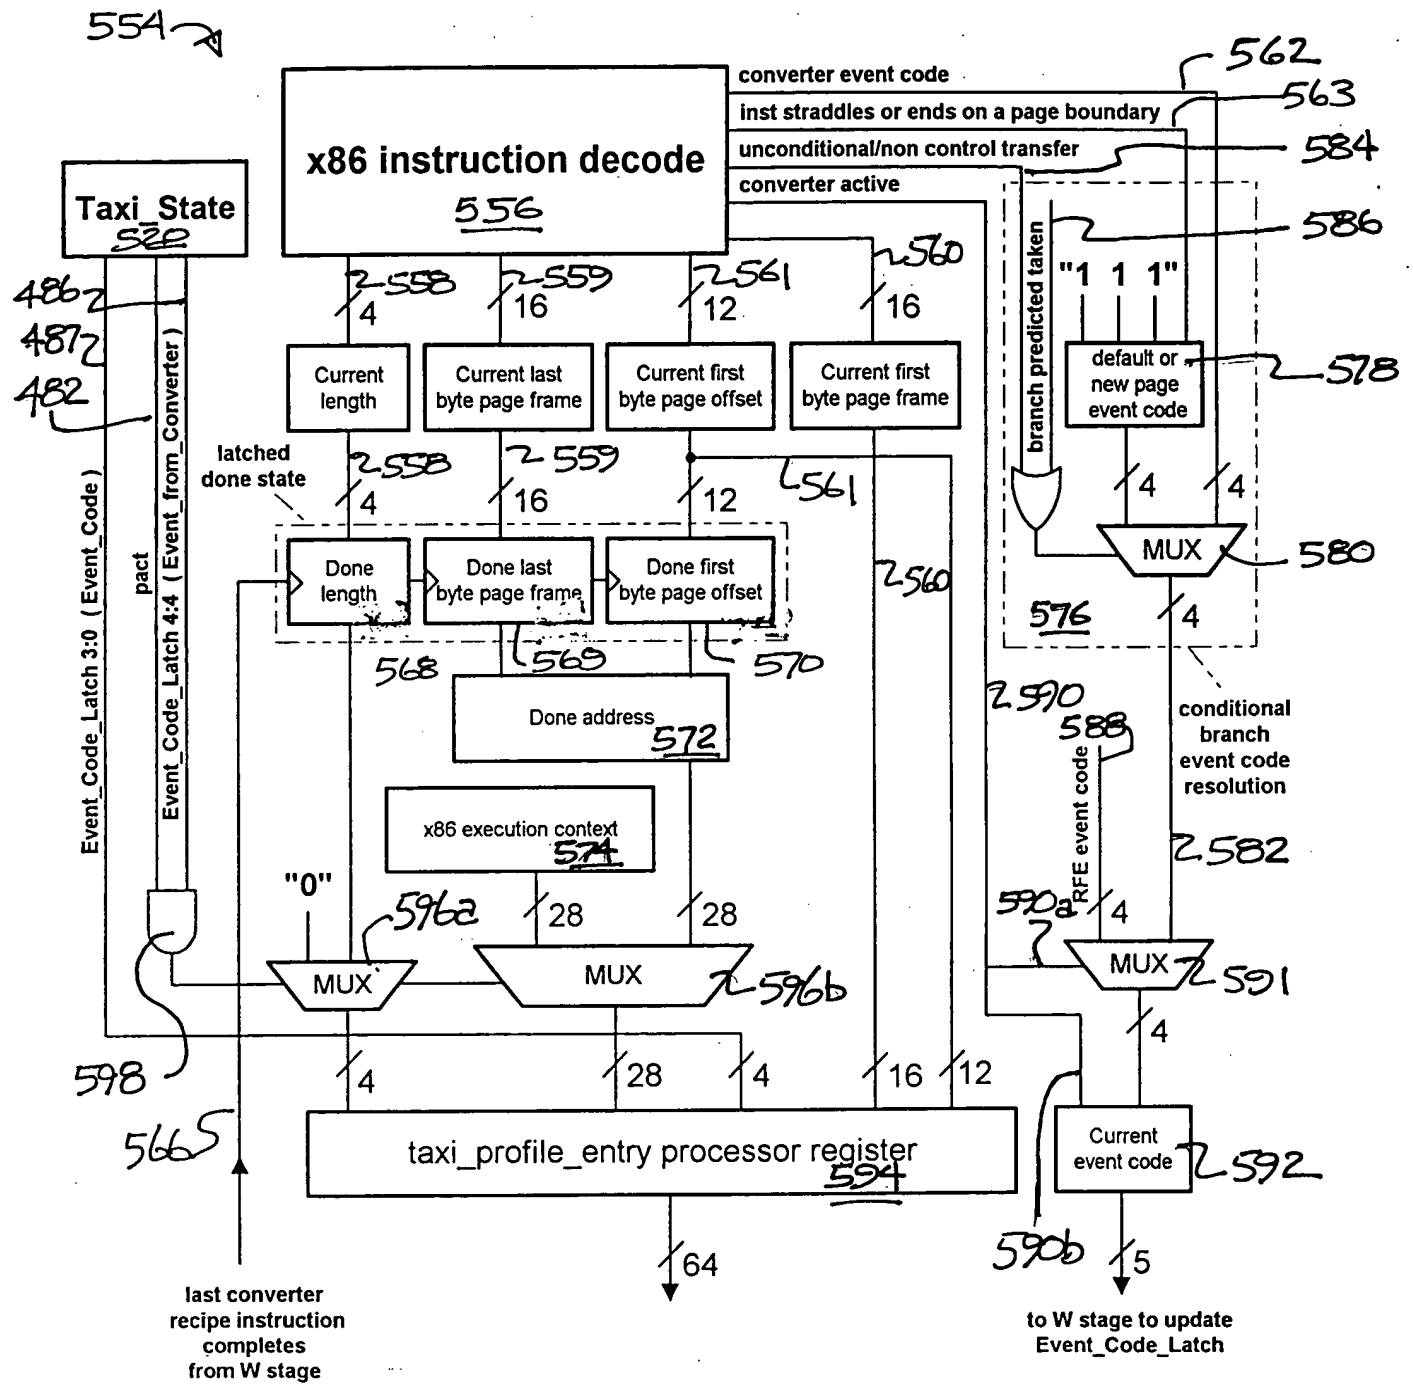 554
converter event code
562
inst straddles or ends on a page boundary
563
unconditional/non control transfer
584
converter active
x86 instruction decode
556
Taxi_State
520
586
branch predicted taken
"1 1 1"
486
487
482
558
559
561
560
4
16
12
16
Current
length
Current last
byte page frame
Current first
byte page offset
Current first
byte page frame
default or
new page
event code
578
latched
done state
558
559
561
4
16
12
4
4
MUX
580
Event_Code_Latch 3:0 ( Event_Code )
pact
Event_Code_Latch 4:4 ( Event_from_Converter )
Done
length
Done last
byte page frame
Done first
byte page offset
560
576
4
568
569
570
Done address
572
590
588
conditional
branch
event code
resolution
x86 execution context
574
RFE event code
582
"0"
596a
28
28
590a
4
MUX
MUX
596b
MUX
591
598
4
28
4
16
12
4
566
taxi_profile_entry processor register
594
Current
event code
592
590b
64
5
last converter
recipe instruction
completes
from W stage
to W stage to update
Event_Code_Latch